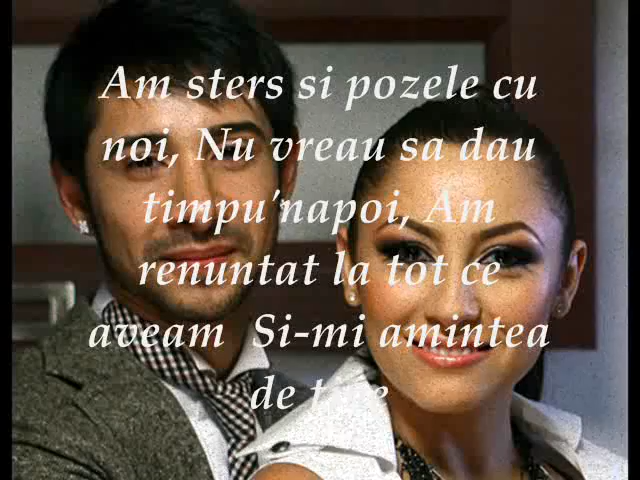 Am sters si pozele cu
noi, Nu vreau sa dau
timpu'napoi, Am
renuntat la tot ce
aveam Si-mi amintea
de